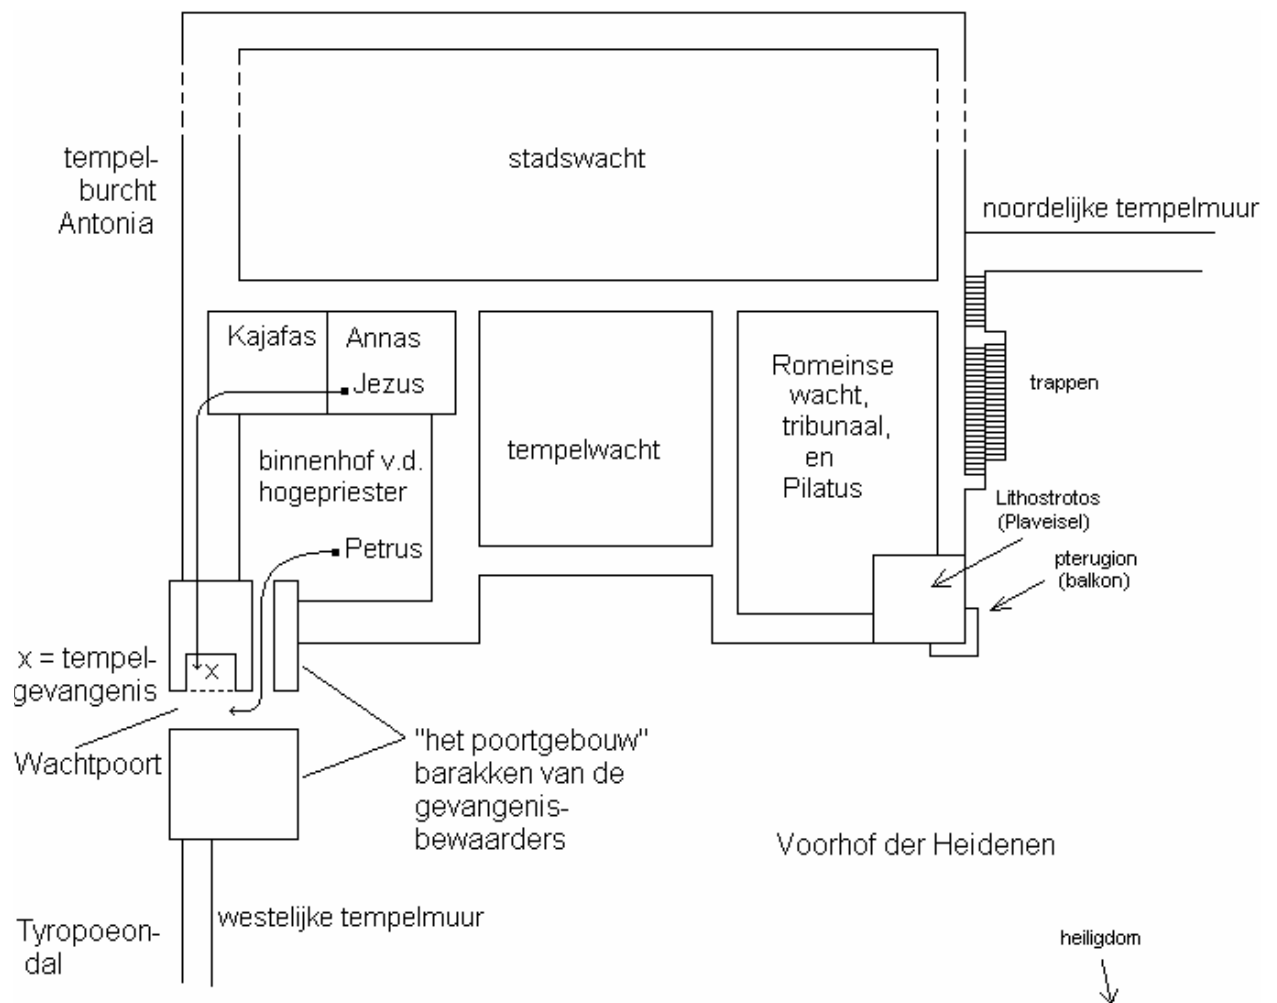 tempel-
burcht
Antonia
stadswacht
noordelijke tempelmuur
Kajafas
Annas
Jezus
binnenhof v.d.
hogepriester
Petrus
tempelwacht
Romeinse
wacht,
tribunaal,
en
Pilatus
trappen
Lithostrotos
(Plaveisel)
pterugion
(balkon)
x = tempel-
gevangenis
x
Wachtpoort
"het poortgebouw"
barakken van de
gevangenis-
bewaarders
Voorhof der Heidenen
westelijke tempelmuur
Tyropoeon-
dal
heiligdom